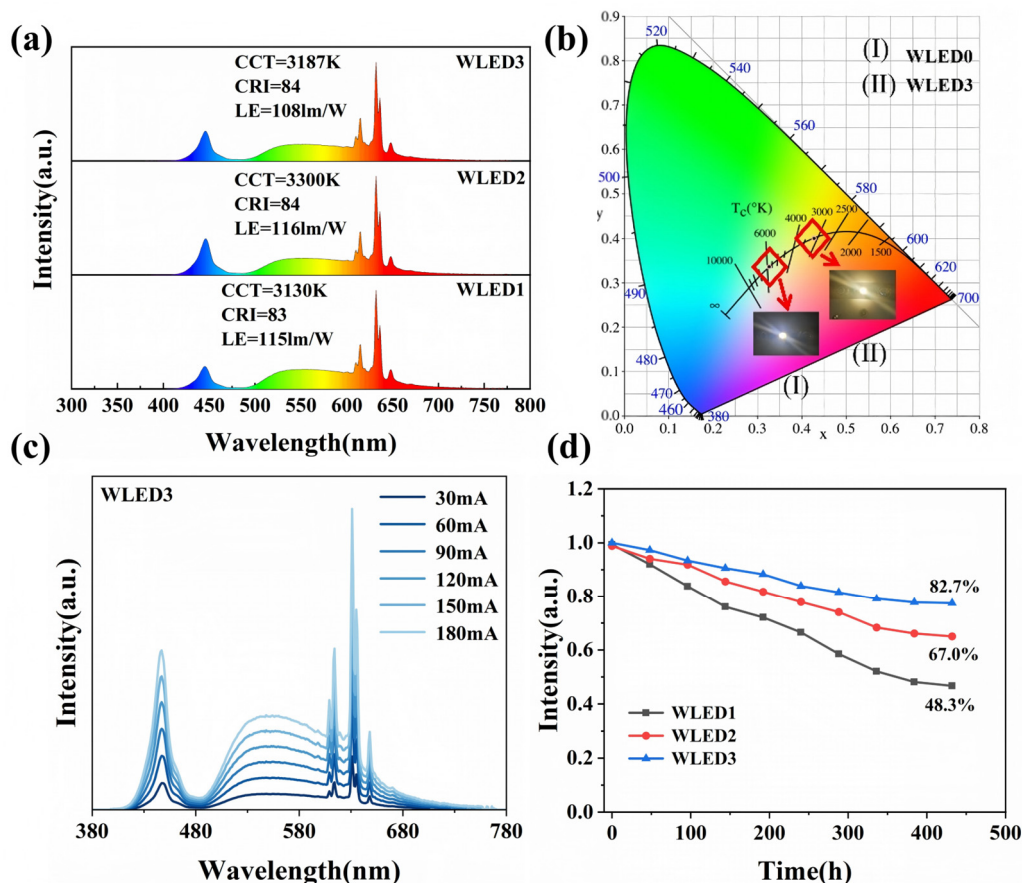 (a)
CCT=3187K
CRI=84
LE=108lm/W
WLED3
CCT=3300K
CRI=84
LE=116lm/W
WLED2
CCT=3130K
CRI=83
LE=115lm/W
WLED1
Intensity(a.u.)
300 350 400 450 500 550 600 650 700 750 800
Wavelength(nm)
(b)
(I) WLED0
(II) WLED3
0.9
0.8
0.7
0.6
0.5
y
0.4
0.3
0.2
0.1
0.0
0.0 0.1 0.2 0.3 0.4 0.5 0.6 0.7 0.8
x
520
540
560
500
580
600
620
700
490
480
470
460
380
Tc(°K)
∞
10000
6000
4000
3000
2500
2000
1500
(I)
(II)
(c)
WLED3
30mA
60mA
90mA
120mA
150mA
180mA
Intensity(a.u.)
380 480 580 680 780
Wavelength(nm)
(d)
1.2
1.0
0.8
0.6
0.4
0.2
0.0
Intensity(a.u.)
82.7%
67.0%
48.3%
WLED1
WLED2
WLED3
0 100 200 300 400 500
Time(h)